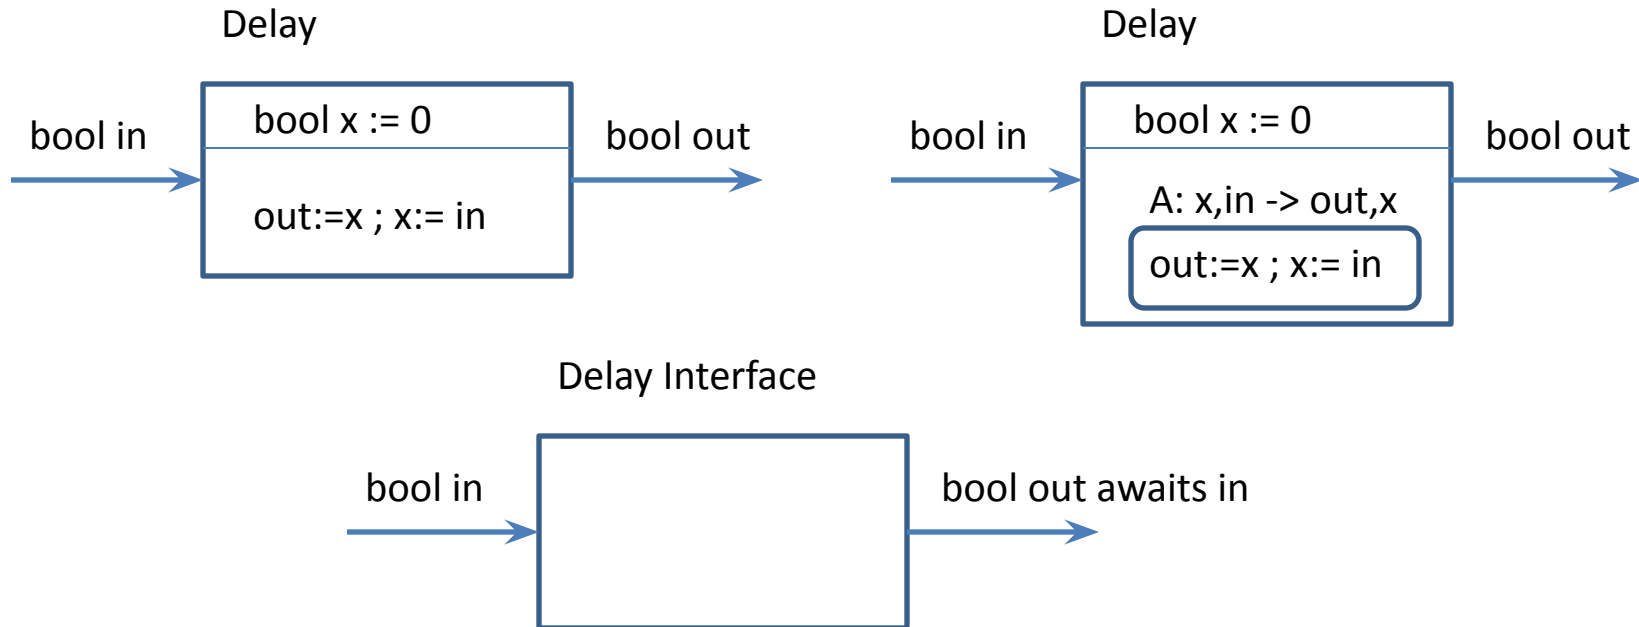 Delay
bool in
bool x := 0
out:=x ; x:= in
bool out
Delay
bool in
bool x := 0
A: x,in -> out,x
out:=x ; x:= in
bool out
Delay Interface
bool in
bool out awaits in